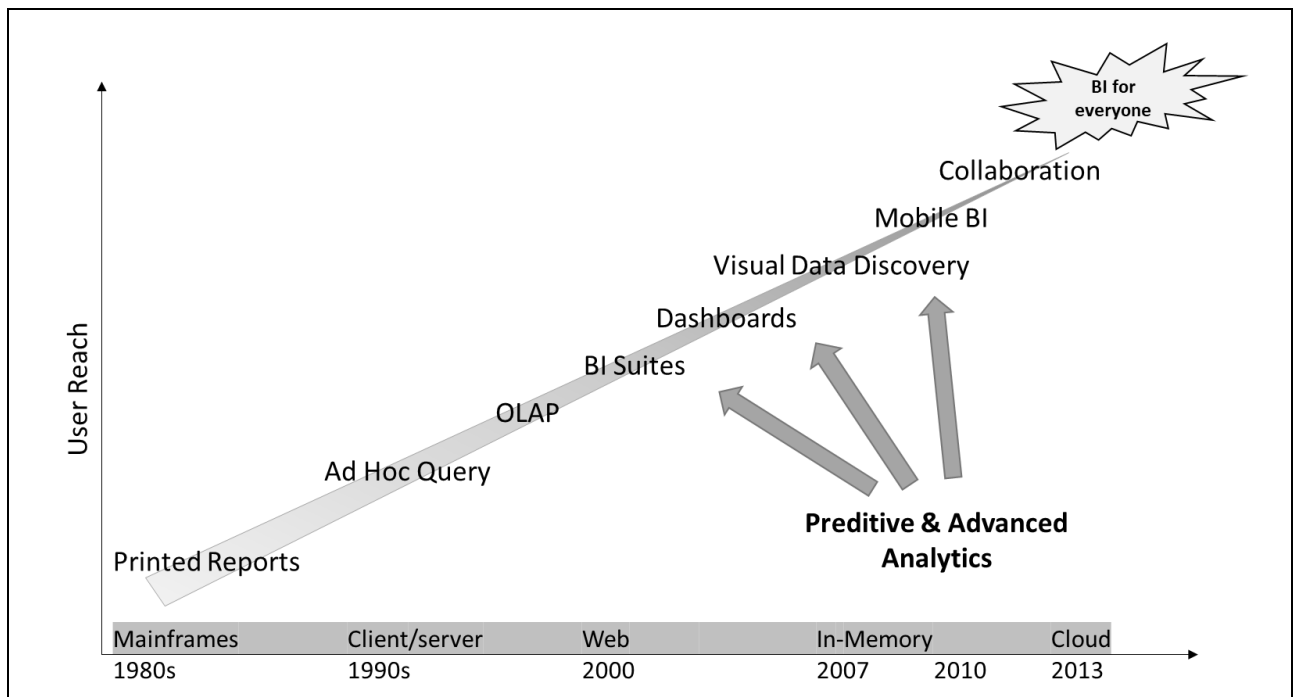 BI for
everyone
Collaboration
Mobile BI
Visual Data Discovery
Dashboards
BI Suites
OLAP
Ad Hoc Query
Printed Reports
User Reach
Preditive & Advanced
Analytics
Mainframes Client/server Web In-Memory Cloud
1980s 1990s 2000 2007 2010 2013